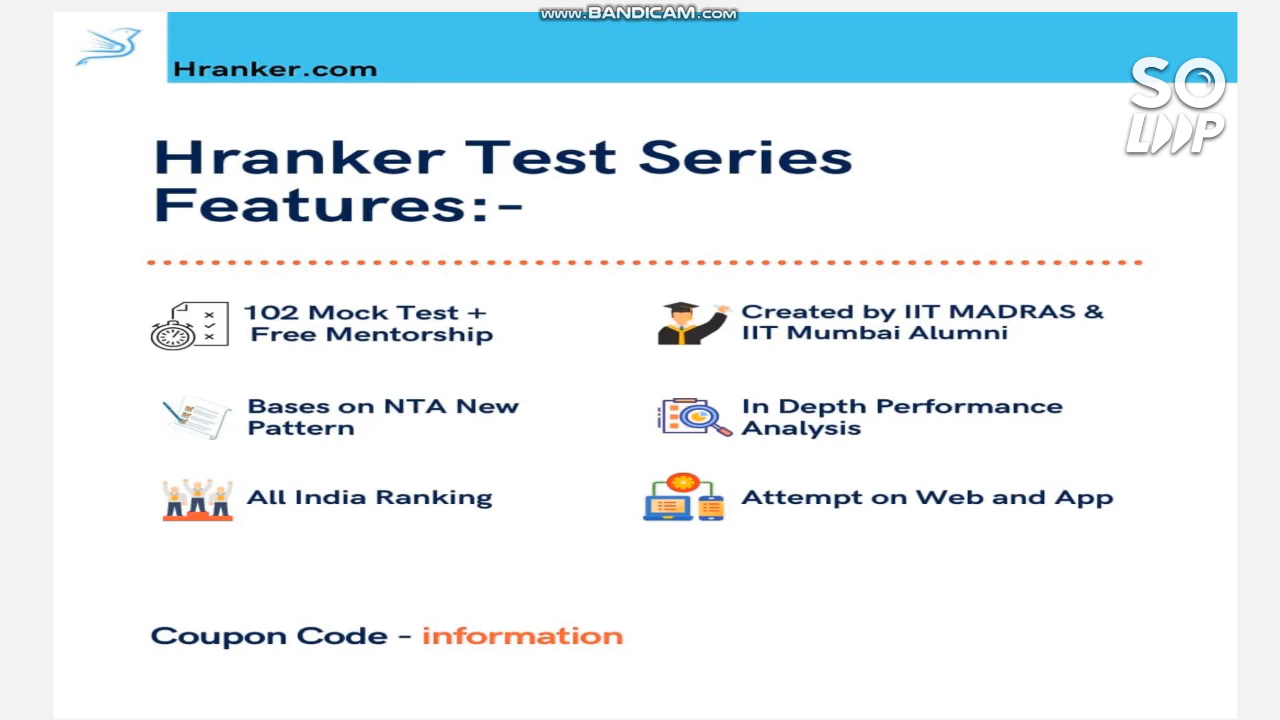 www.BANDICAM.com
Hranker.com
SO
LOOP
Hranker Test Series
Features:-
102 Mock Test +
Free Mentorship
Created by IIT MADRAS &
IIT Mumbai Alumni
Bases on NTA New
Pattern
In Depth Performance
Analysis
All India Ranking
Attempt on Web and App
Coupon Code - information